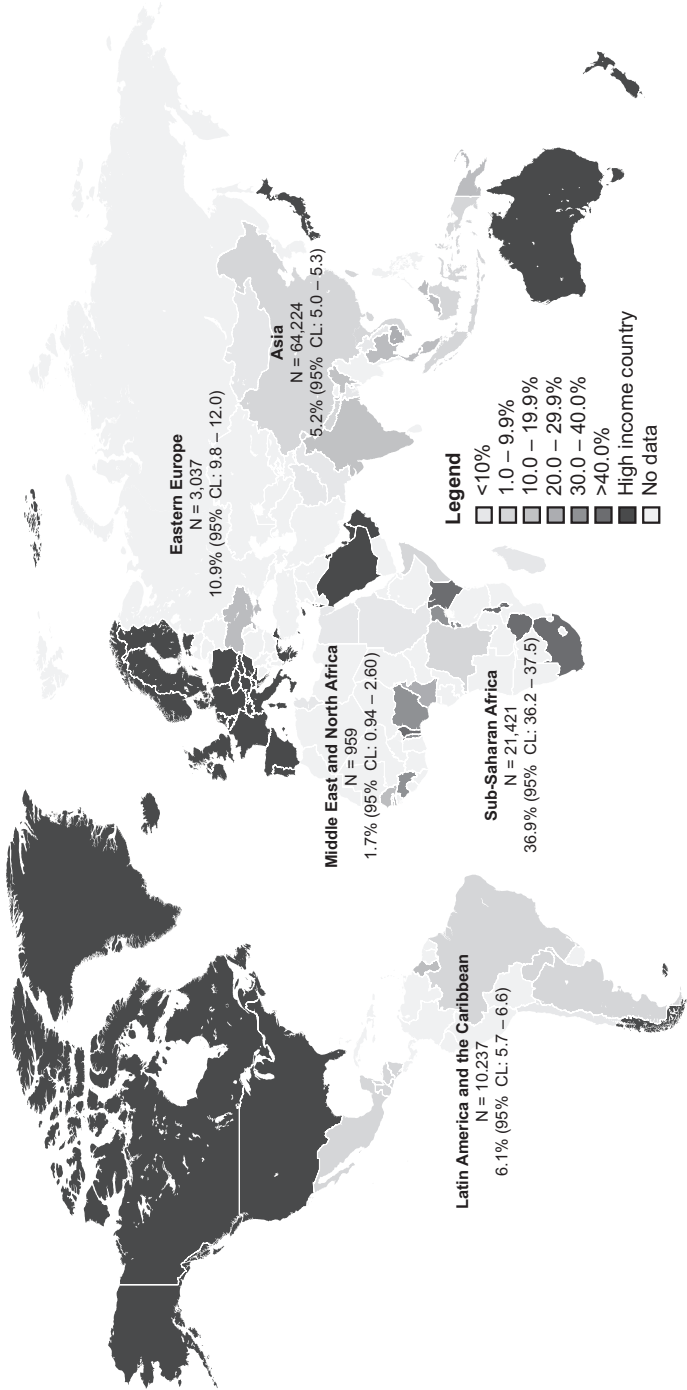 Eastern Europe
N = 3,037
10.9% (95% CL: 9.8 – 12.0)
Asia
N = 64,224
5.2% (95% CL: 5.0 – 5.3)
Middle East and North Africa
N = 959
1.7% (95% CL: 0.94 – 2.60)
Latin America and the Caribbean
N = 10.237
6.1% (95% CL: 5.7 – 6.6)
Sub-Saharan Africa
N = 21,421
36.9% (95% CL: 36.2 – 37.5)
Legend
<10%
1.0 – 9.9%
10.0 – 19.9%
20.0 – 29.9%
30.0 – 40.0%
>40.0%
High income country
No data